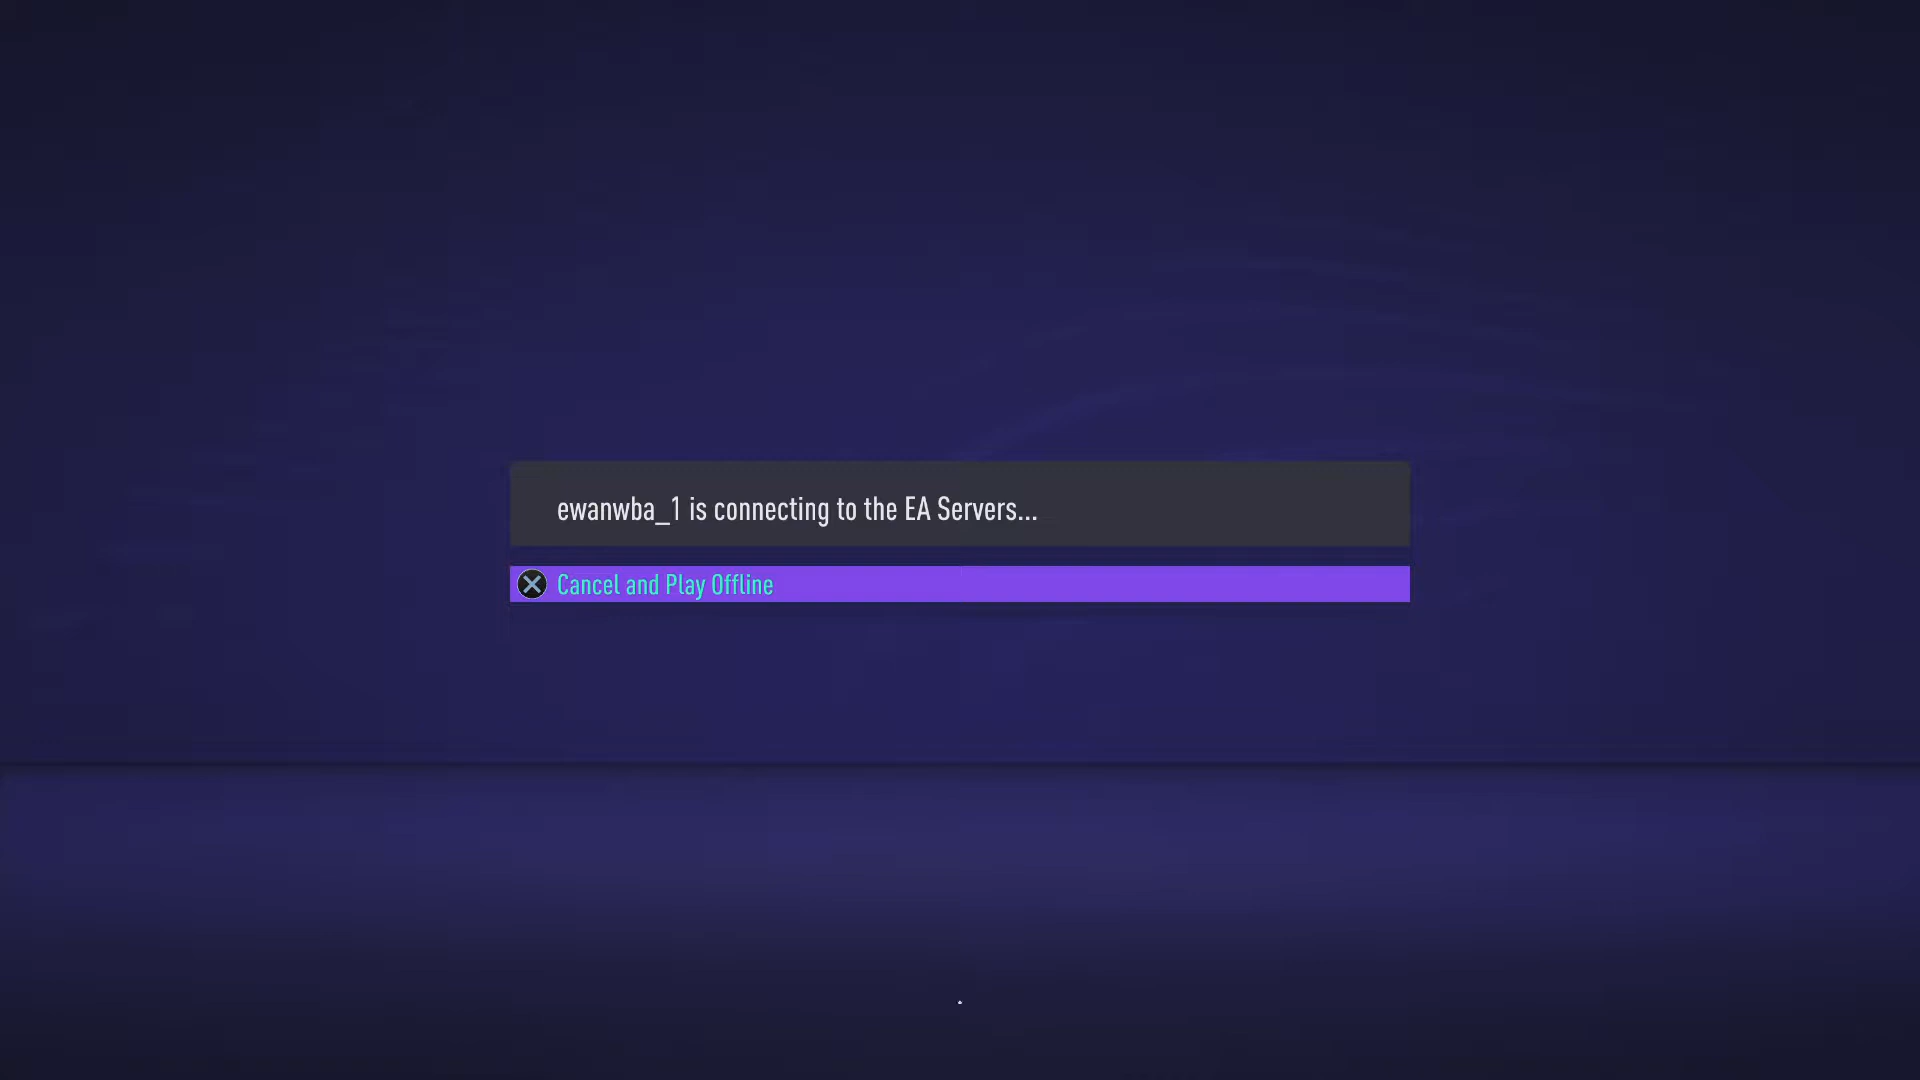 ewanwba_1 is connecting to the EA Servers...
Cancel and Play Offline